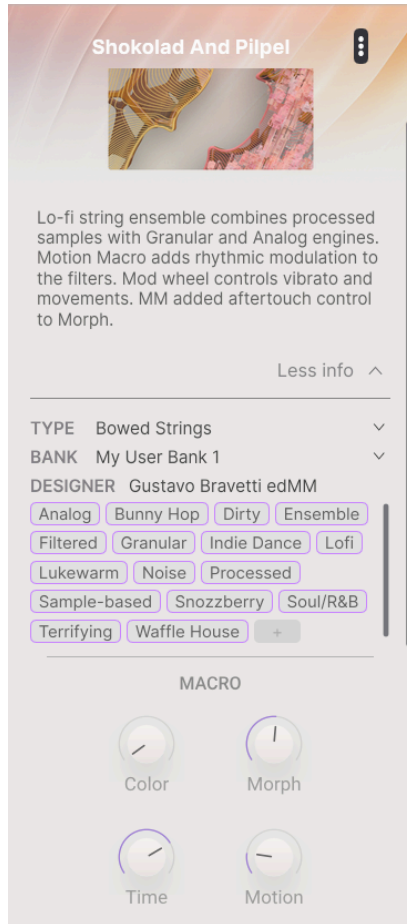 Shokolad And Pilpel
Lo-fi string ensemble combines processed
samples with Granular and Analog engines.
Motion Macro adds rhythmic modulation to
the filters. Mod wheel controls vibrato and
movements. MM added aftertouch control
to Morph.
Less info
TYPE Bowed Strings
BANK My User Bank 1
DESIGNER Gustavo Bravetti edMM
Analog Bunny Hop Dirty Ensemble
Filtered Granular Indie Dance Lofi
Lukewarm Noise Processed
Sample-based Snozzberry Soul/R&B
Terrifying Waffle House +
MACRO
Color Morph
Time Motion